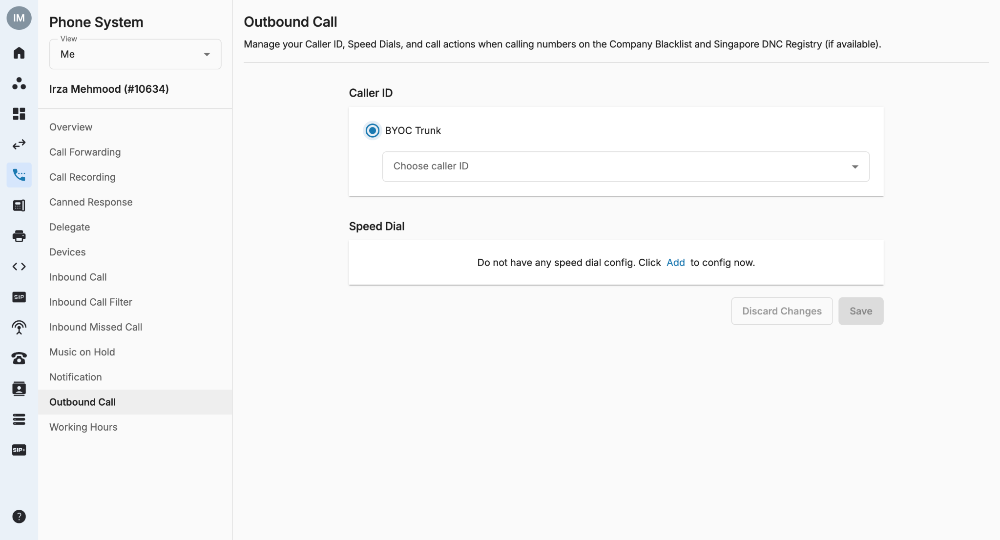 IM
Phone System
View
Me
Irza Mehmood (#10634)
Overview
Call Forwarding
Call Recording
Canned Response
Delegate
Devices
Inbound Call
Inbound Call Filter
Inbound Missed Call
Music on Hold
Notification
Outbound Call
Working Hours
SIP
SIP+
?
Outbound Call
Manage your Caller ID, Speed Dials, and call actions when calling numbers on the Company Blacklist and Singapore DNC Registry (if available).
Caller ID
BYOC Trunk
Choose caller ID
Speed Dial
Do not have any speed dial config. Click Add to config now.
Discard Changes
Save